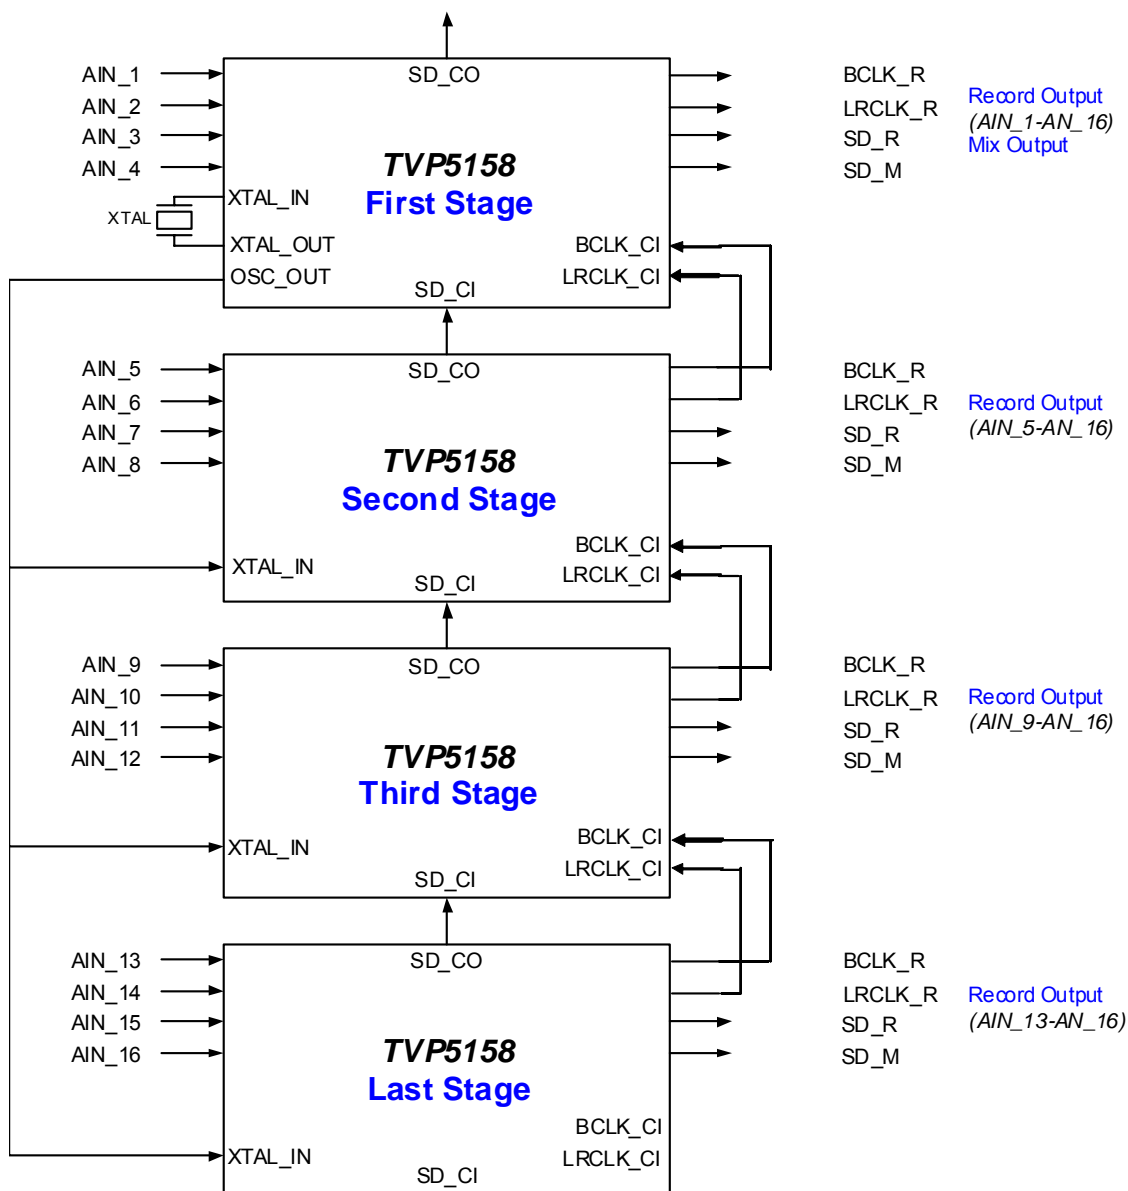 SD_CO
AIN_1
AIN_2
AIN_3
AIN_4
XTAL
XTAL_IN
XTAL_OUT
OSC_OUT
TVP5158
First Stage
BCLK_CI
LRCLK_CI
SD_CI
BCLK_R
LRCLK_R
SD_R
SD_M
Record Output
(AIN_1-AN_16)
Mix Output
SD_CO
AIN_5
AIN_6
AIN_7
AIN_8
XTAL_IN
TVP5158
Second Stage
BCLK_CI
LRCLK_CI
SD_CI
BCLK_R
LRCLK_R
SD_R
SD_M
Record Output
(AIN_5-AN_16)
SD_CO
AIN_9
AIN_10
AIN_11
AIN_12
XTAL_IN
TVP5158
Third Stage
BCLK_CI
LRCLK_CI
SD_CI
BCLK_R
LRCLK_R
SD_R
SD_M
Record Output
(AIN_9-AN_16)
SD_CO
AIN_13
AIN_14
AIN_15
AIN_16
XTAL_IN
TVP5158
Last Stage
BCLK_CI
LRCLK_CI
SD_CI
BCLK_R
LRCLK_R
SD_R
SD_M
Record Output
(AIN_13-AN_16)